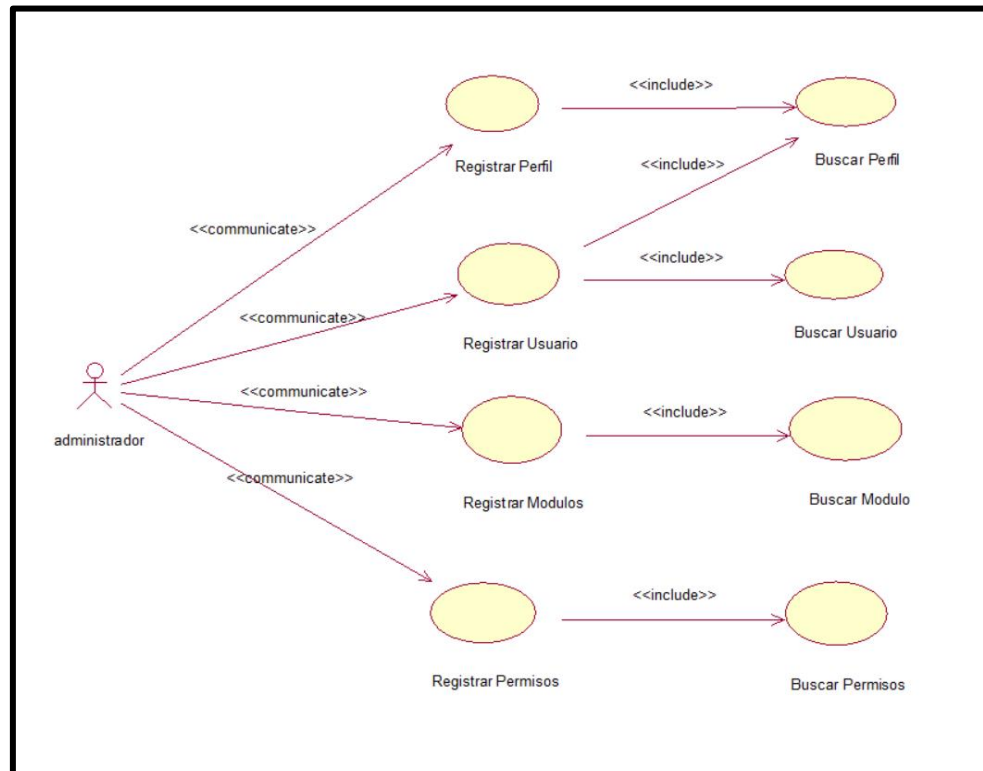 <<include>>
Registrar Perfil
Buscar Perfil
<<include>>
<<communicate>>
<<include>>
<<communicate>>
Registrar Usuario
Buscar Usuario
<<communicate>>
<<include>>
administrador
<<communicate>>
Registrar Modulos
Buscar Modulo
<<include>>
Registrar Permisos
Buscar Permisos